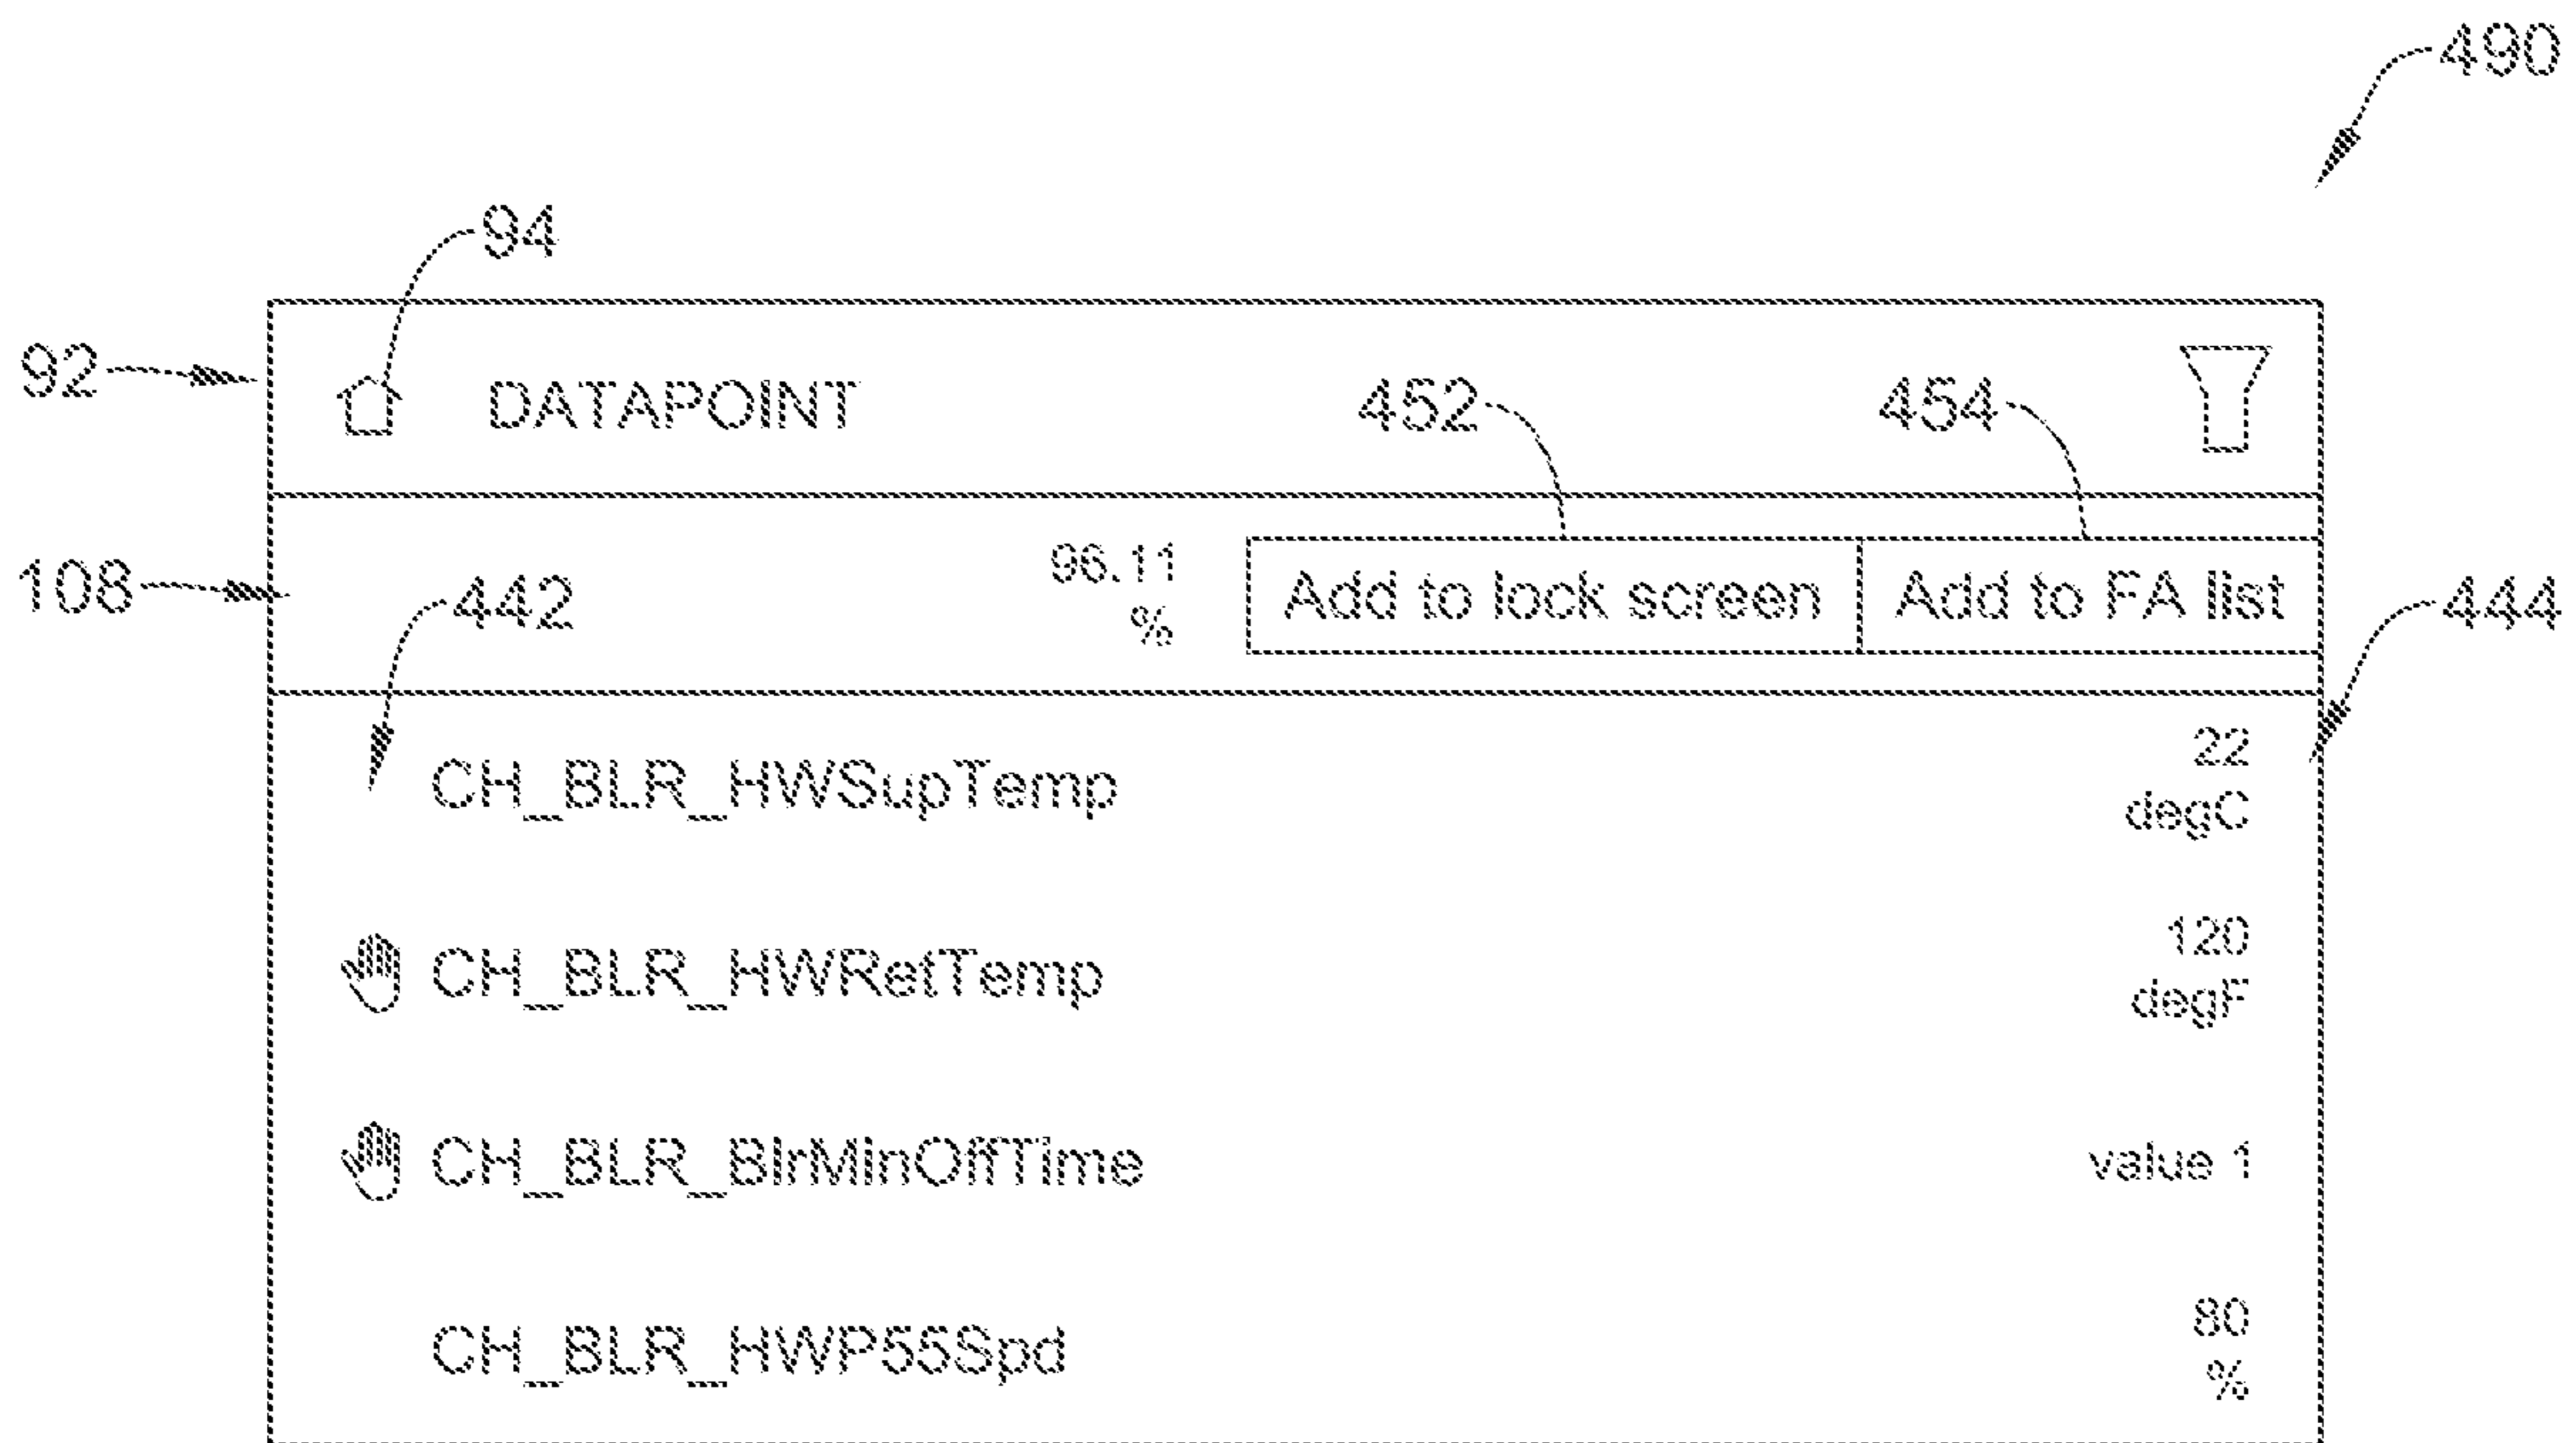 490
94
92
DATAPOINT
452
454
108
442
96.11
%
Add to lock screen
Add to FA list
444
CH_BLR_HWSupTemp
22
degC
CH_BLR_HWRetTemp
120
degF
CH_BLR_BlrMinOffTime
value 1
CH_BLR_HWP55Spd
80
%